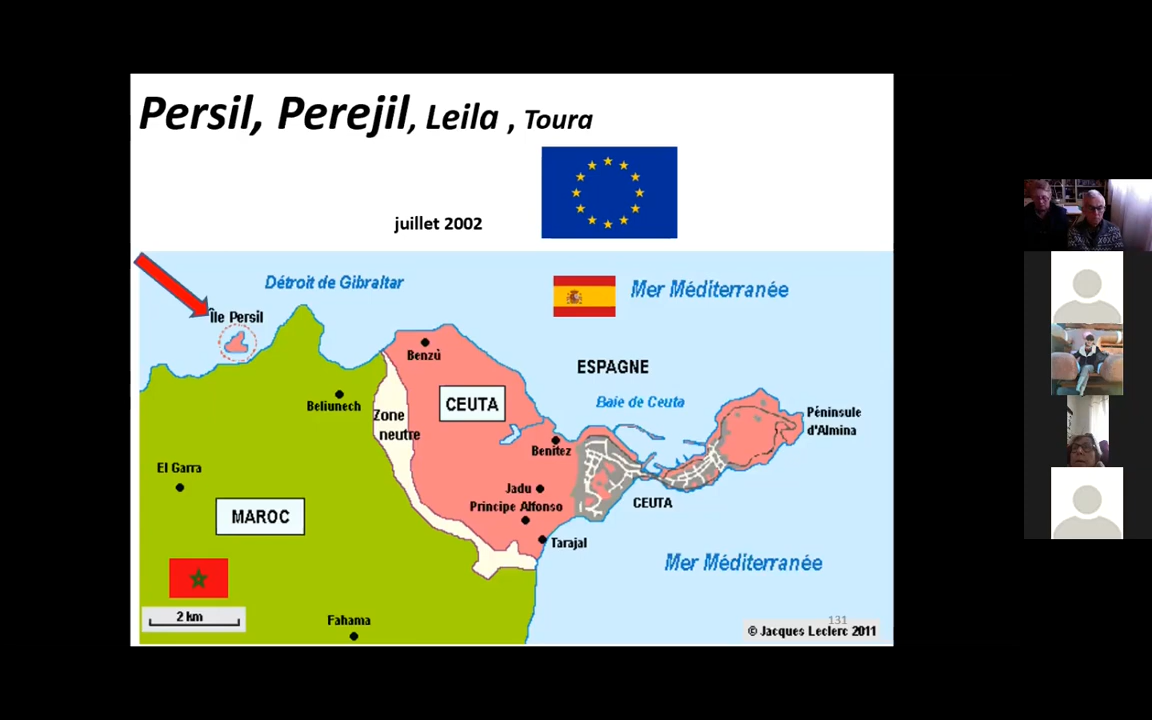 Persil, Perejil, Leila , Toura
juillet 2002
Détroit de Gibraltar
Mer Méditerranée
Île Persil
Benzù
ESPAGNE
Beliunech
Zone
neutre
CEUTA
Baie de Ceuta
Péninsule
d'Almina
Benitez
El Garra
Jadu
Principe Alfonso
CEUTA
MAROC
Tarajal
Mer Méditerranée
2 km
Fahama
131
© Jacques Leclerc 2011